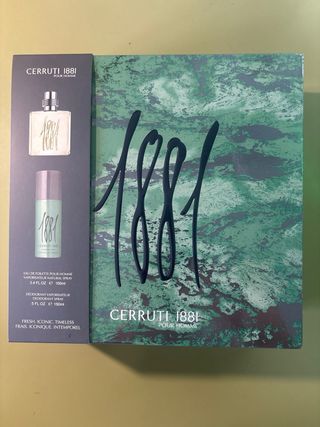 CERRUTI 1881
POUR HOMME
1881
1881
EAU DE TOILETTE POUR HOMME
VAPORISATEUR NATURAL SPRAY
3.4 FL.OZ e 100ml
DEODORANT VAPORISATEUR
DEODORANT SPRAY
5 FL.OZ e 150ml
FRESH. ICONIC. TIMELESS
FRAIS. ICONIQUE. INTEMPOREL
1881
CERRUTI 1881
POUR HOMME